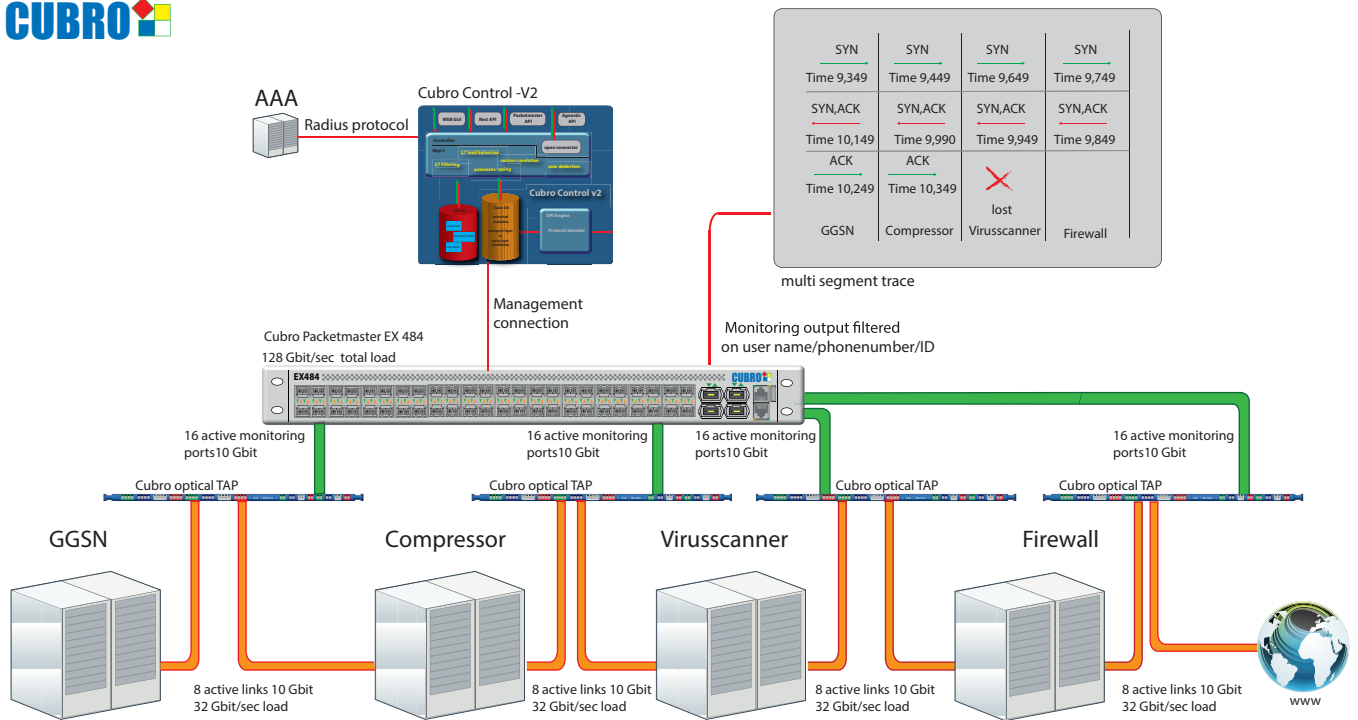 CUBRO
AAA
Radius protocol
Cubro Control -V2
WEB GUI
Rest API
Packetmaster
API
Agnostic
API
Controller
App's
open connector
L7 load balancing
session corelation
L7 Filtering
automatic taping
user detection
Cubro Control v2
DPI Engine
Protocol decoder
SYN
SYN
SYN
SYN
Time 9,349
Time 9,449
Time 9,649
Time 9,749
SYN,ACK
SYN,ACK
SYN,ACK
SYN,ACK
Time 10,149
Time 9,990
Time 9,949
Time 9,849
ACK
ACK
Time 10,249
Time 10,349
lost
GGSN
Compressor
Virusscanner
Firewall
multi segment trace
Management
connection
Monitoring output filtered
on user name/phonenumber/ID
Cubro Packetmaster EX 484
128 Gbit/sec total load
EX484
CUBRO
16 active monitoring
ports10 Gbit
16 active monitoring
ports10 Gbit
16 active monitoring
ports10 Gbit
16 active monitoring
ports10 Gbit
Cubro optical TAP
Cubro optical TAP
Cubro optical TAP
Cubro optical TAP
GGSN
Compressor
Virusscanner
Firewall
8 active links 10 Gbit
32 Gbit/sec load
8 active links 10 Gbit
32 Gbit/sec load
8 active links 10 Gbit
32 Gbit/sec load
8 active links 10 Gbit
32 Gbit/sec load
www